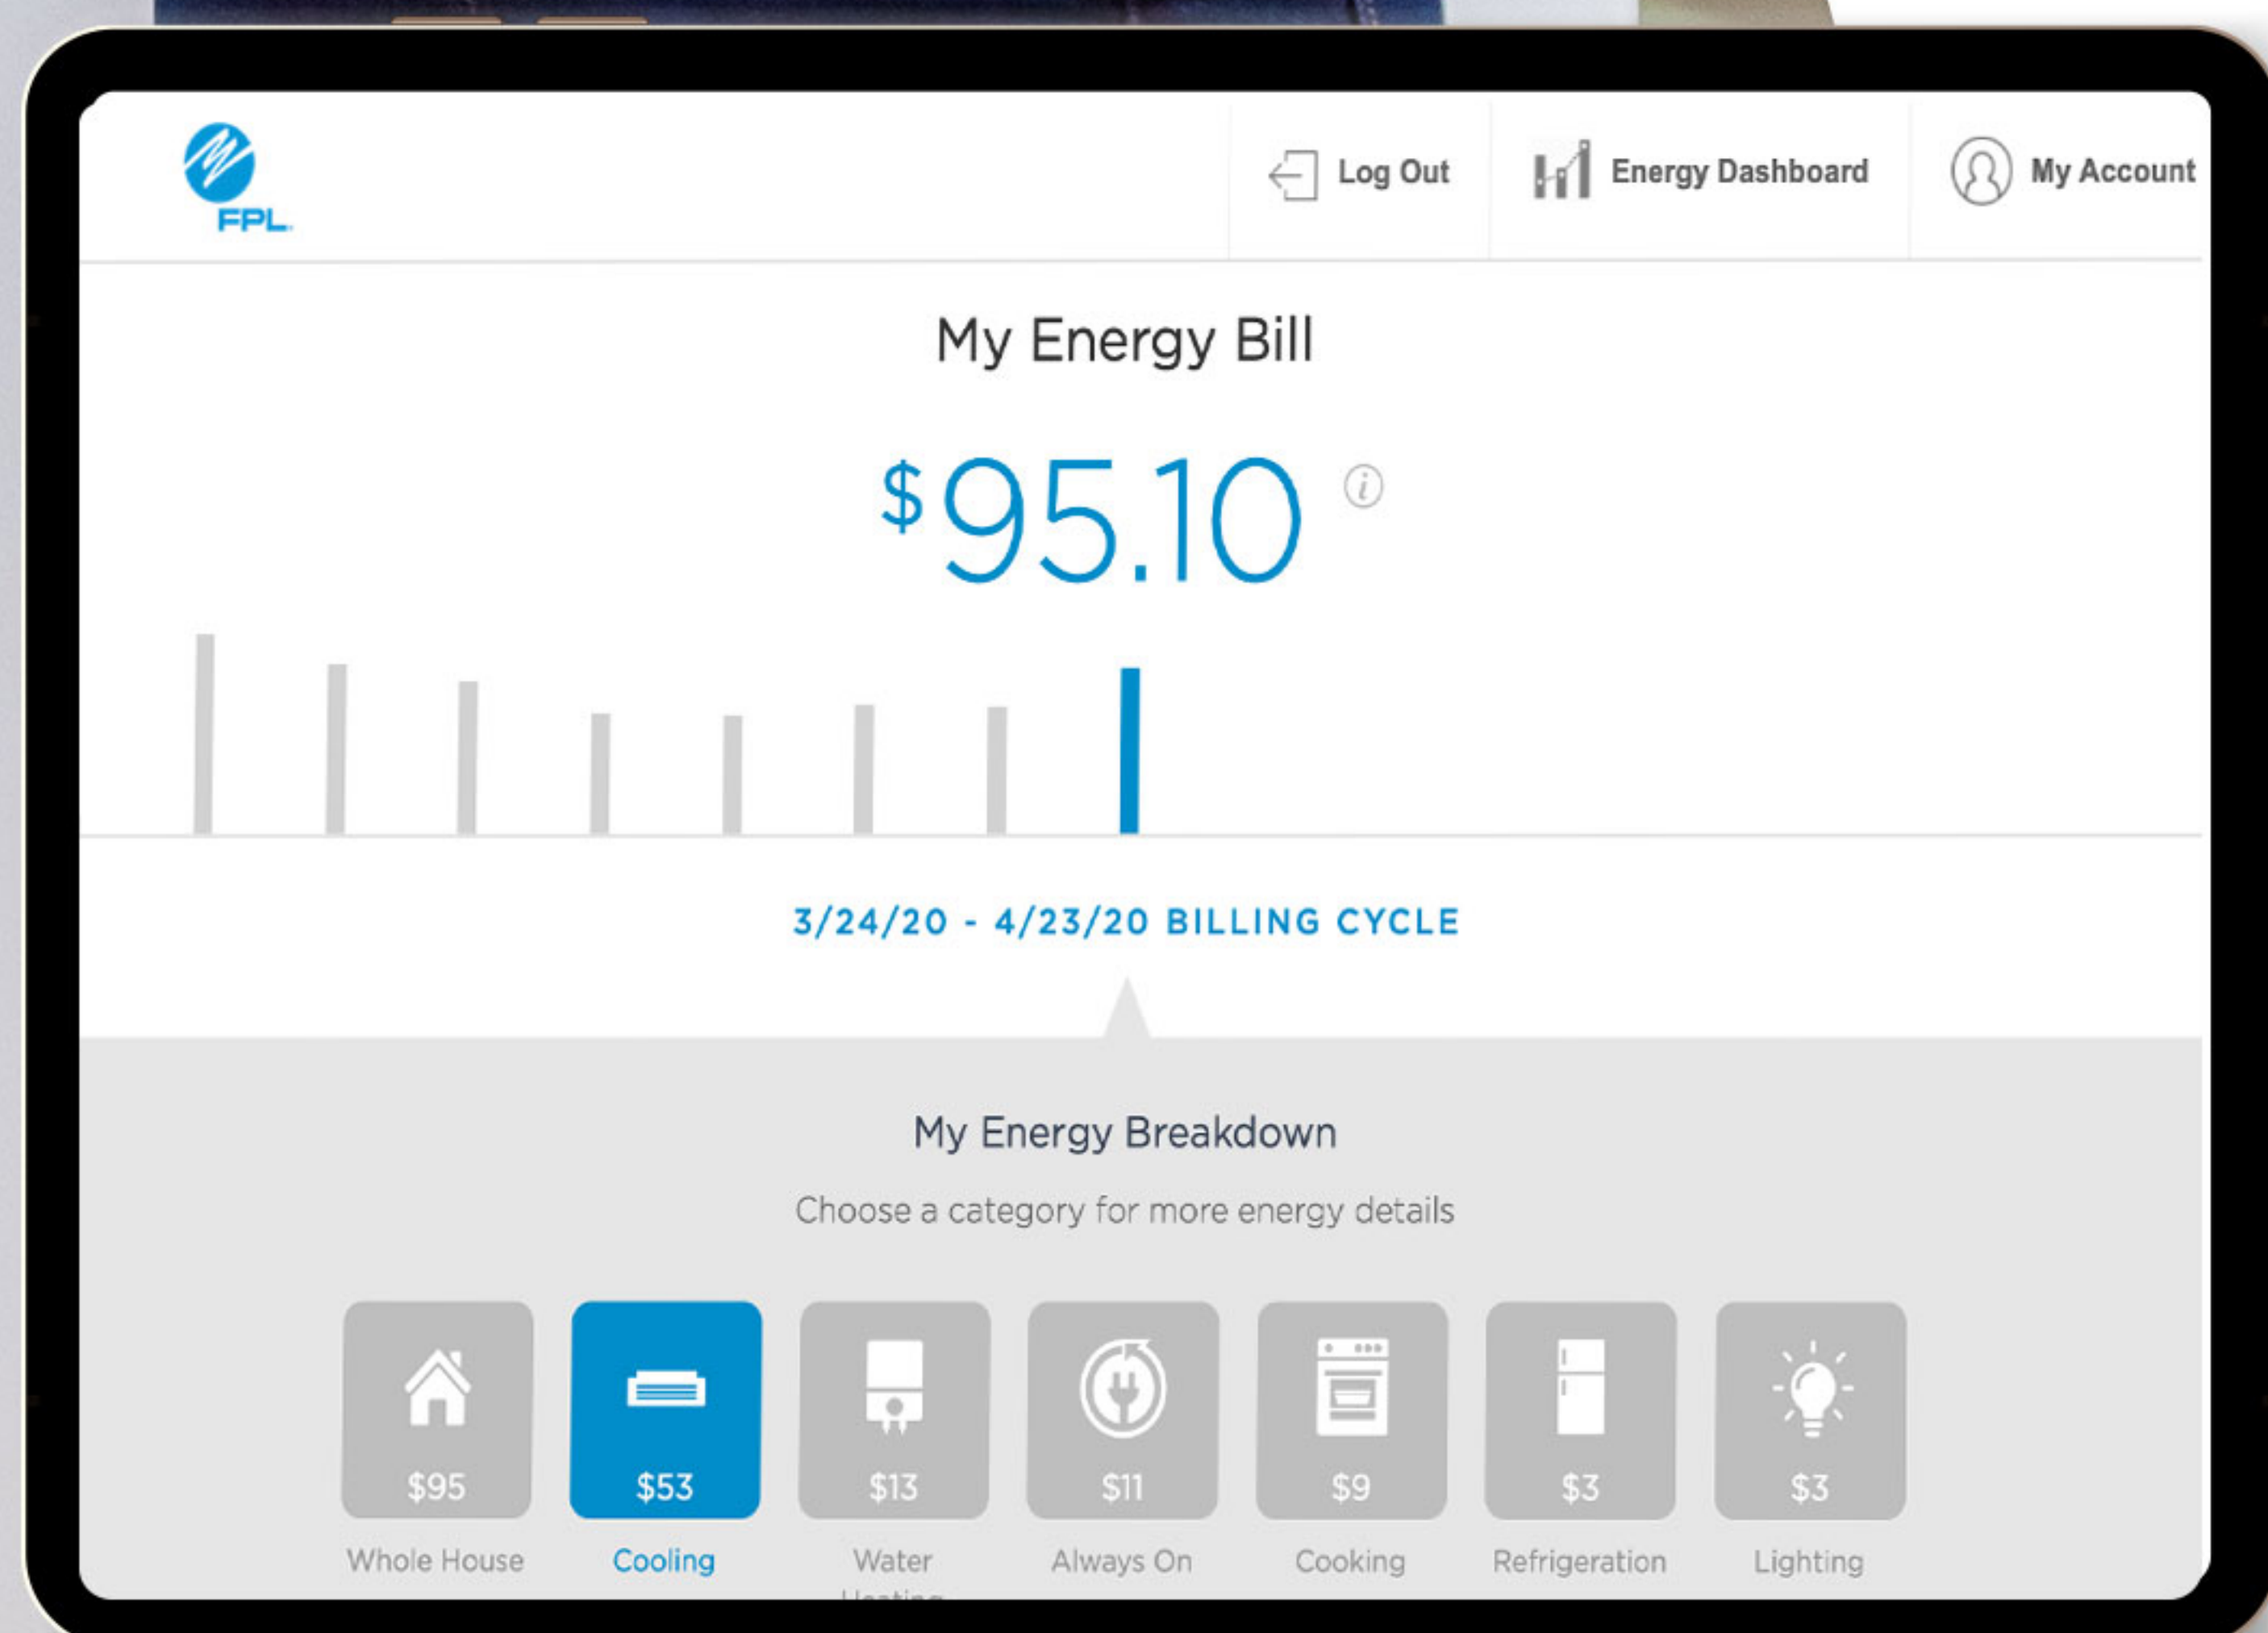 FPL.
Log Out
Energy Dashboard
My Account
My Energy Bill
$95.10
3/24/20 - 4/23/20 BILLING CYCLE
My Energy Breakdown
Choose a category for more energy details
$95
$53
$13
$11
$9
$3
$3
Whole House
Cooling
Water
Always On
Cooking
Refrigeration
Lighting
Heating